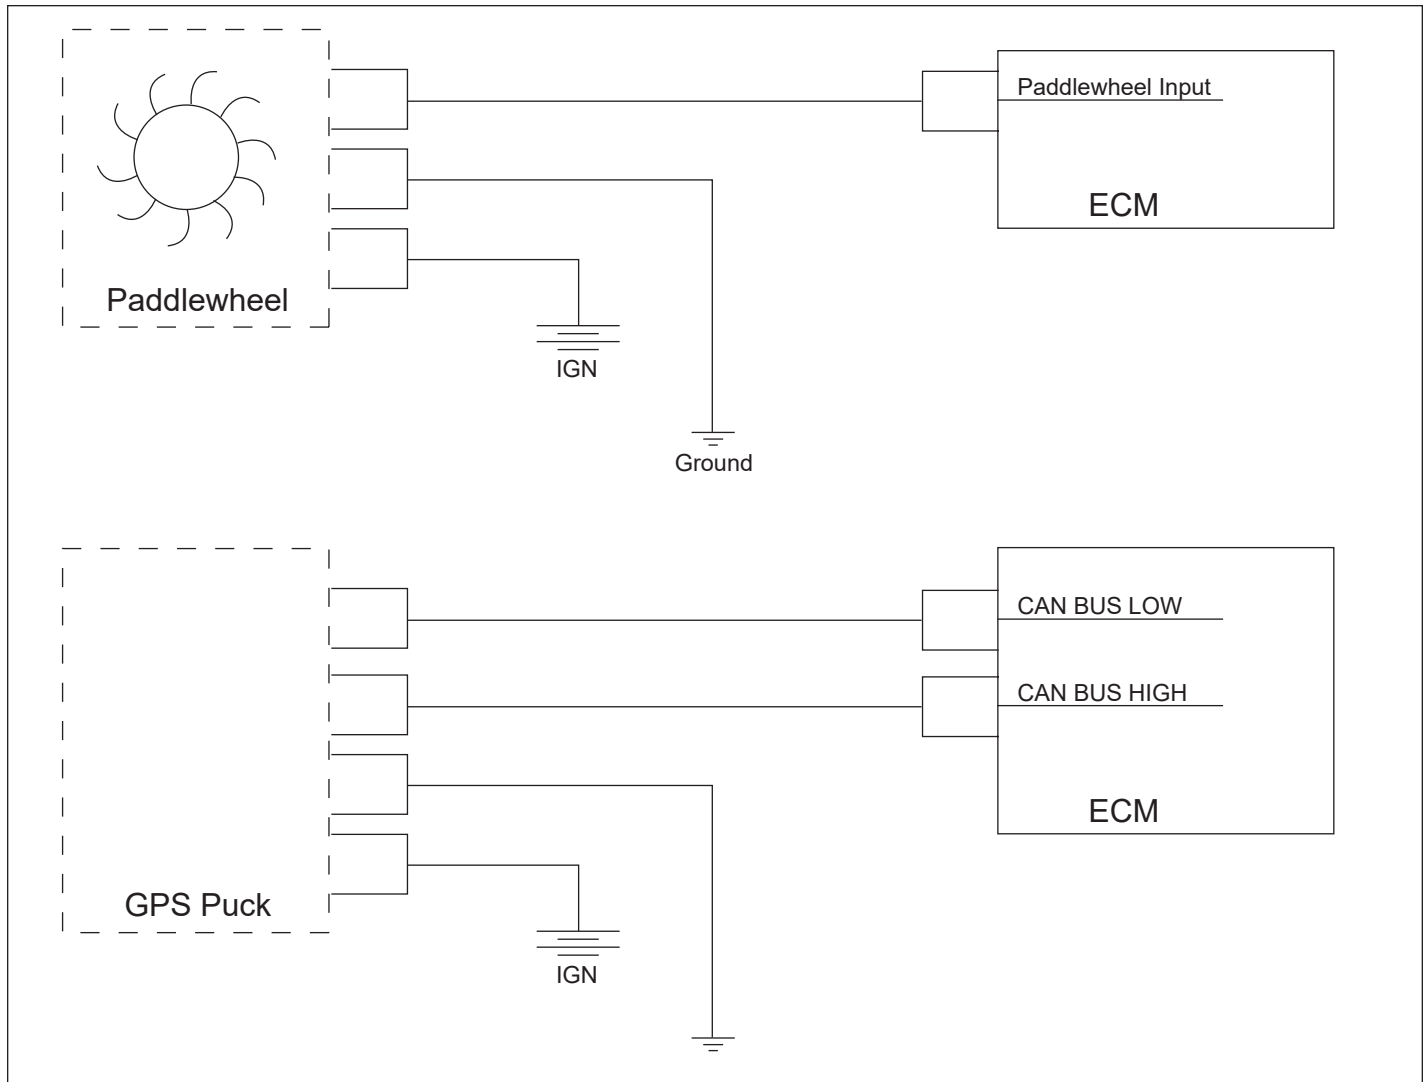 Paddlewheel Input
ECM
Paddlewheel
IGN
Ground
CAN BUS LOW
CAN BUS HIGH
ECM
GPS Puck
IGN